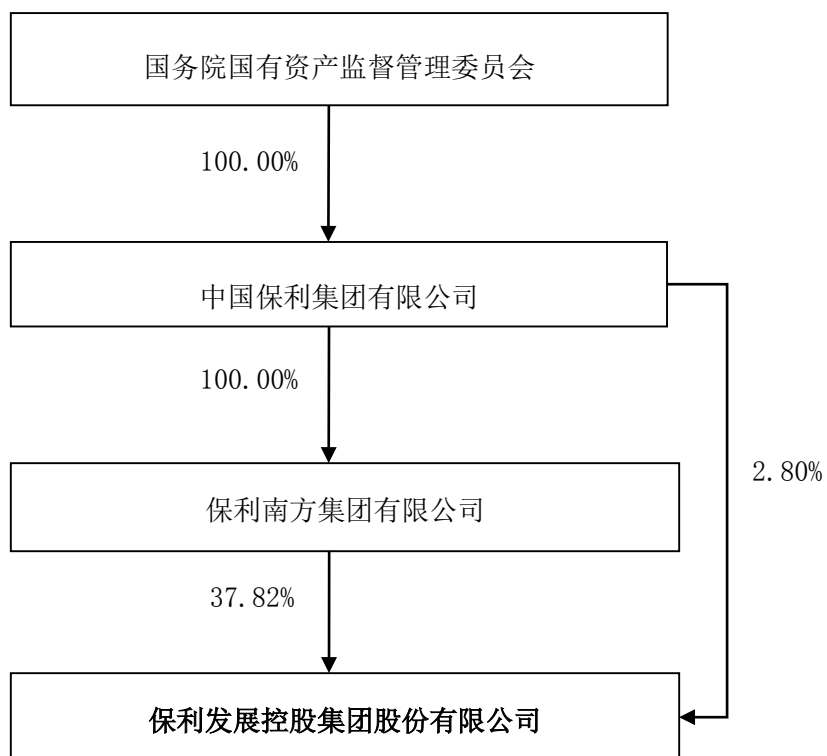 国务院国有资产监督管理委员会
100.00%
中国保利集团有限公司
100.00%
2.80%
保利南方集团有限公司
37.82%
保利发展控股集团股份有限公司